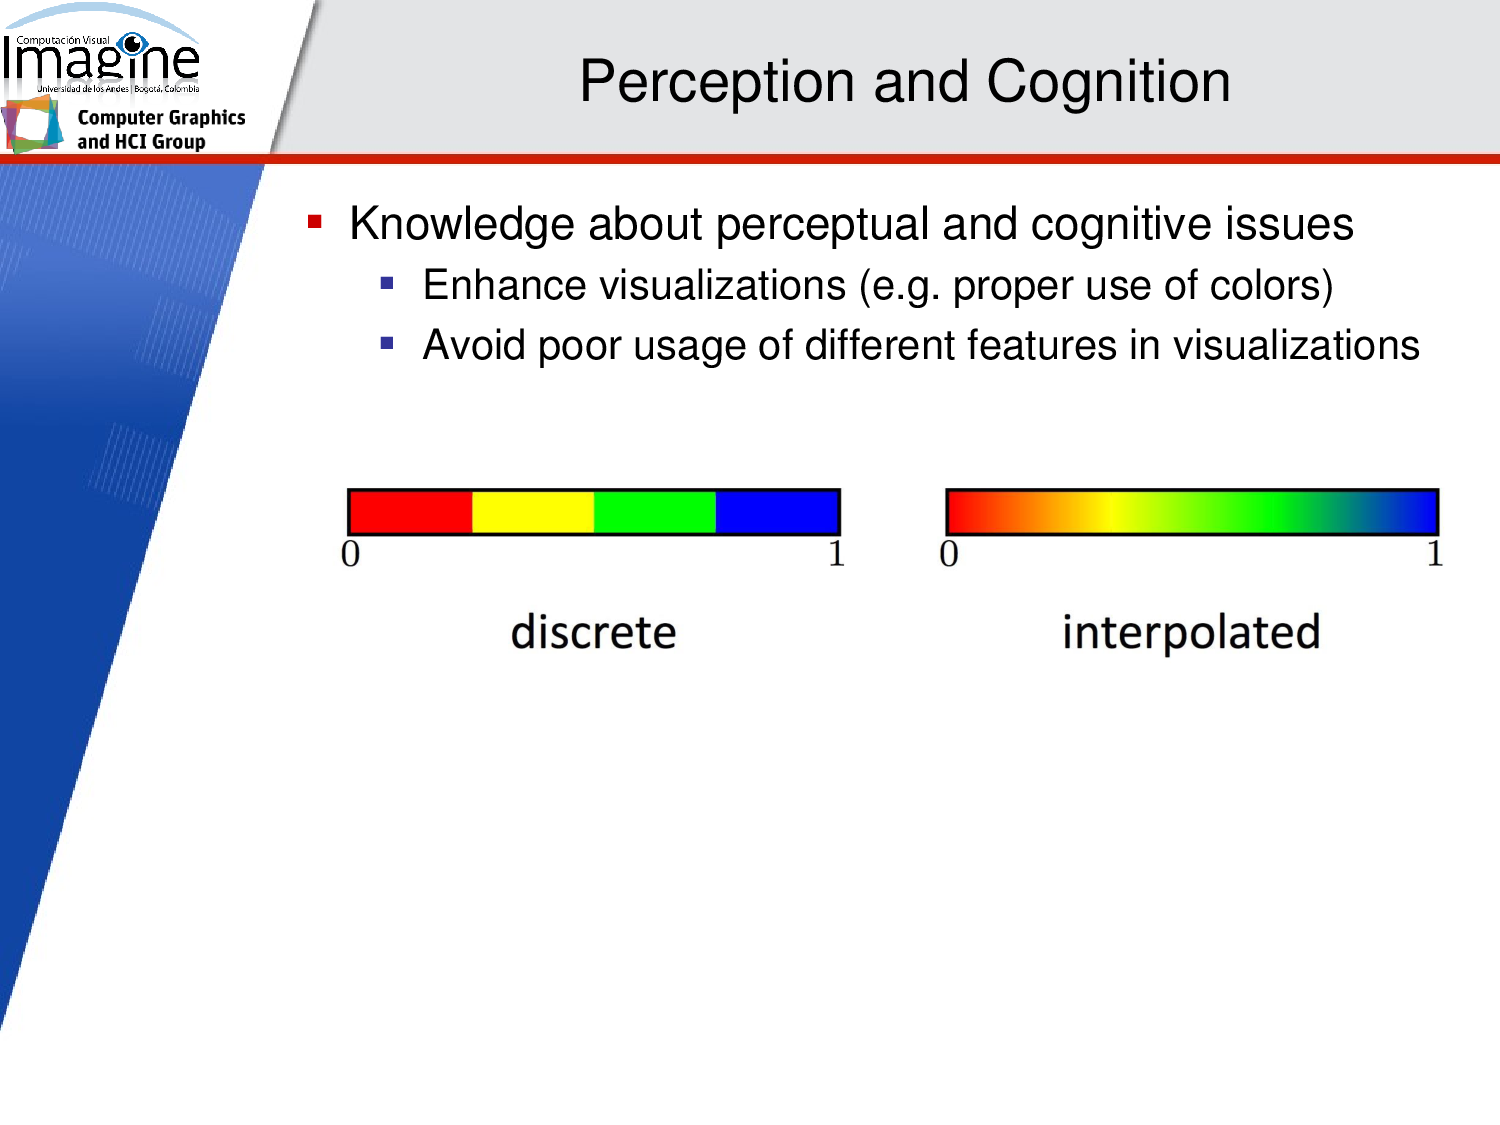 Computación Visual
Imagine
Universidad de los Andes | Bogotá, Colombia
Computer Graphics
and HCI Group
Perception and Cognition
Knowledge about perceptual and cognitive issues
Enhance visualizations (e.g. proper use of colors)
Avoid poor usage of different features in visualizations
0 1 0 1
discrete interpolated